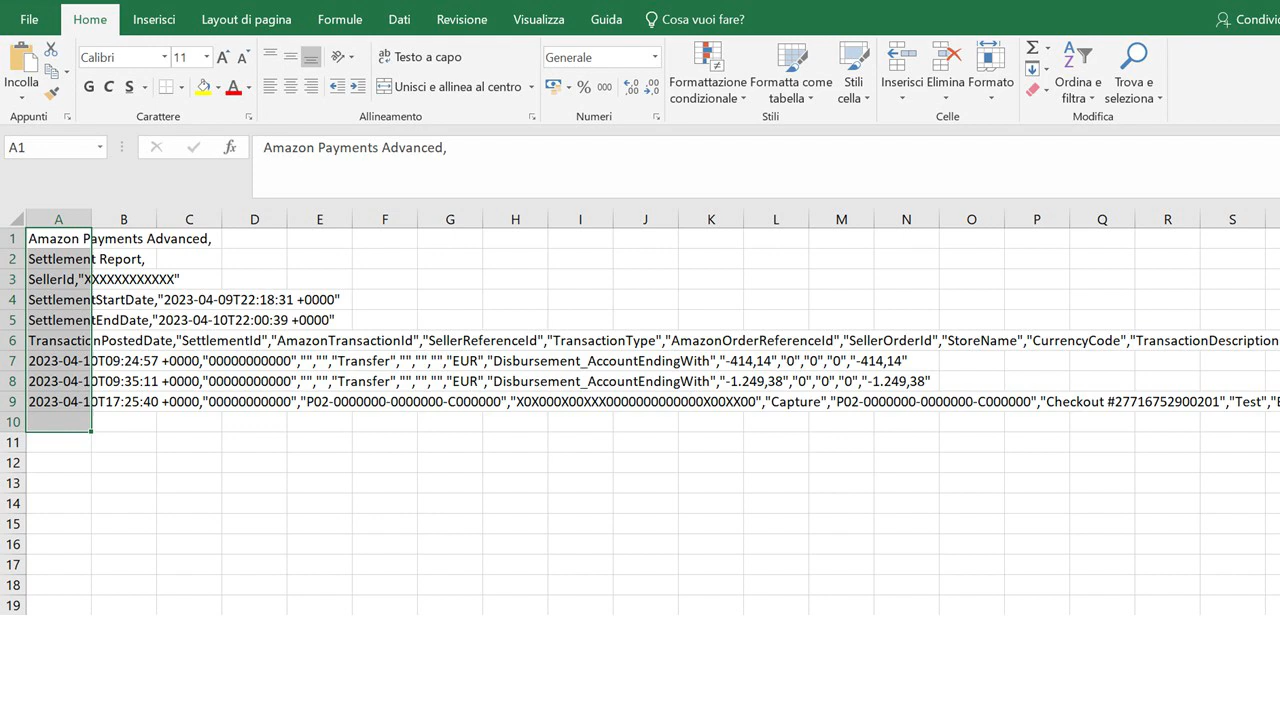 File Home Inserisci Layout di pagina Formule Dati Revisione Visualizza Guida Cosa vuoi fare? Condivid
Incolla
Calibri 11
G C S A
Testo a capo
Unisci e allinea al centro
Generale
% 000
Formattazione condizionale
Formatta come tabella
Stili cella
Inserisci Elimina Formato
Ordina e filtra
Trova e seleziona
Appunti Carattere Allineamento Numeri Stili Celle Modifica
A1 fx Amazon Payments Advanced,
A B C D E F G H I J K L M N O P Q R S
1 Amazon Payments Advanced,
2 Settlement Report,
3 SellerId,"XXXXXXXXXXXX"
4 SettlementStartDate,"2023-04-09T22:18:31 +0000"
5 SettlementEndDate,"2023-04-10T22:00:39 +0000"
6 TransactionPostedDate,"SettlementId","AmazonTransactionId","SellerReferenceId","TransactionType","AmazonOrderReferenceId","SellerOrderId","StoreName","CurrencyCode","TransactionDescription
7 2023-04-10T09:24:57 +0000,"00000000000","","","Transfer","","","","EUR","Disbursement_AccountEndingWith","-414,14","0","0","0","-414,14"
8 2023-04-10T09:35:11 +0000,"00000000000","","","Transfer","","","","EUR","Disbursement_AccountEndingWith","-1.249,38","0","0","0","-1.249,38"
9 2023-04-10T17:25:40 +0000,"00000000000","P02-0000000-0000000-C000000","X0X000X00XXX0000000000000X00XX00","Capture","P02-0000000-0000000-C000000","Checkout #27716752900201","Test","E
10
11
12
13
14
15
16
17
18
19